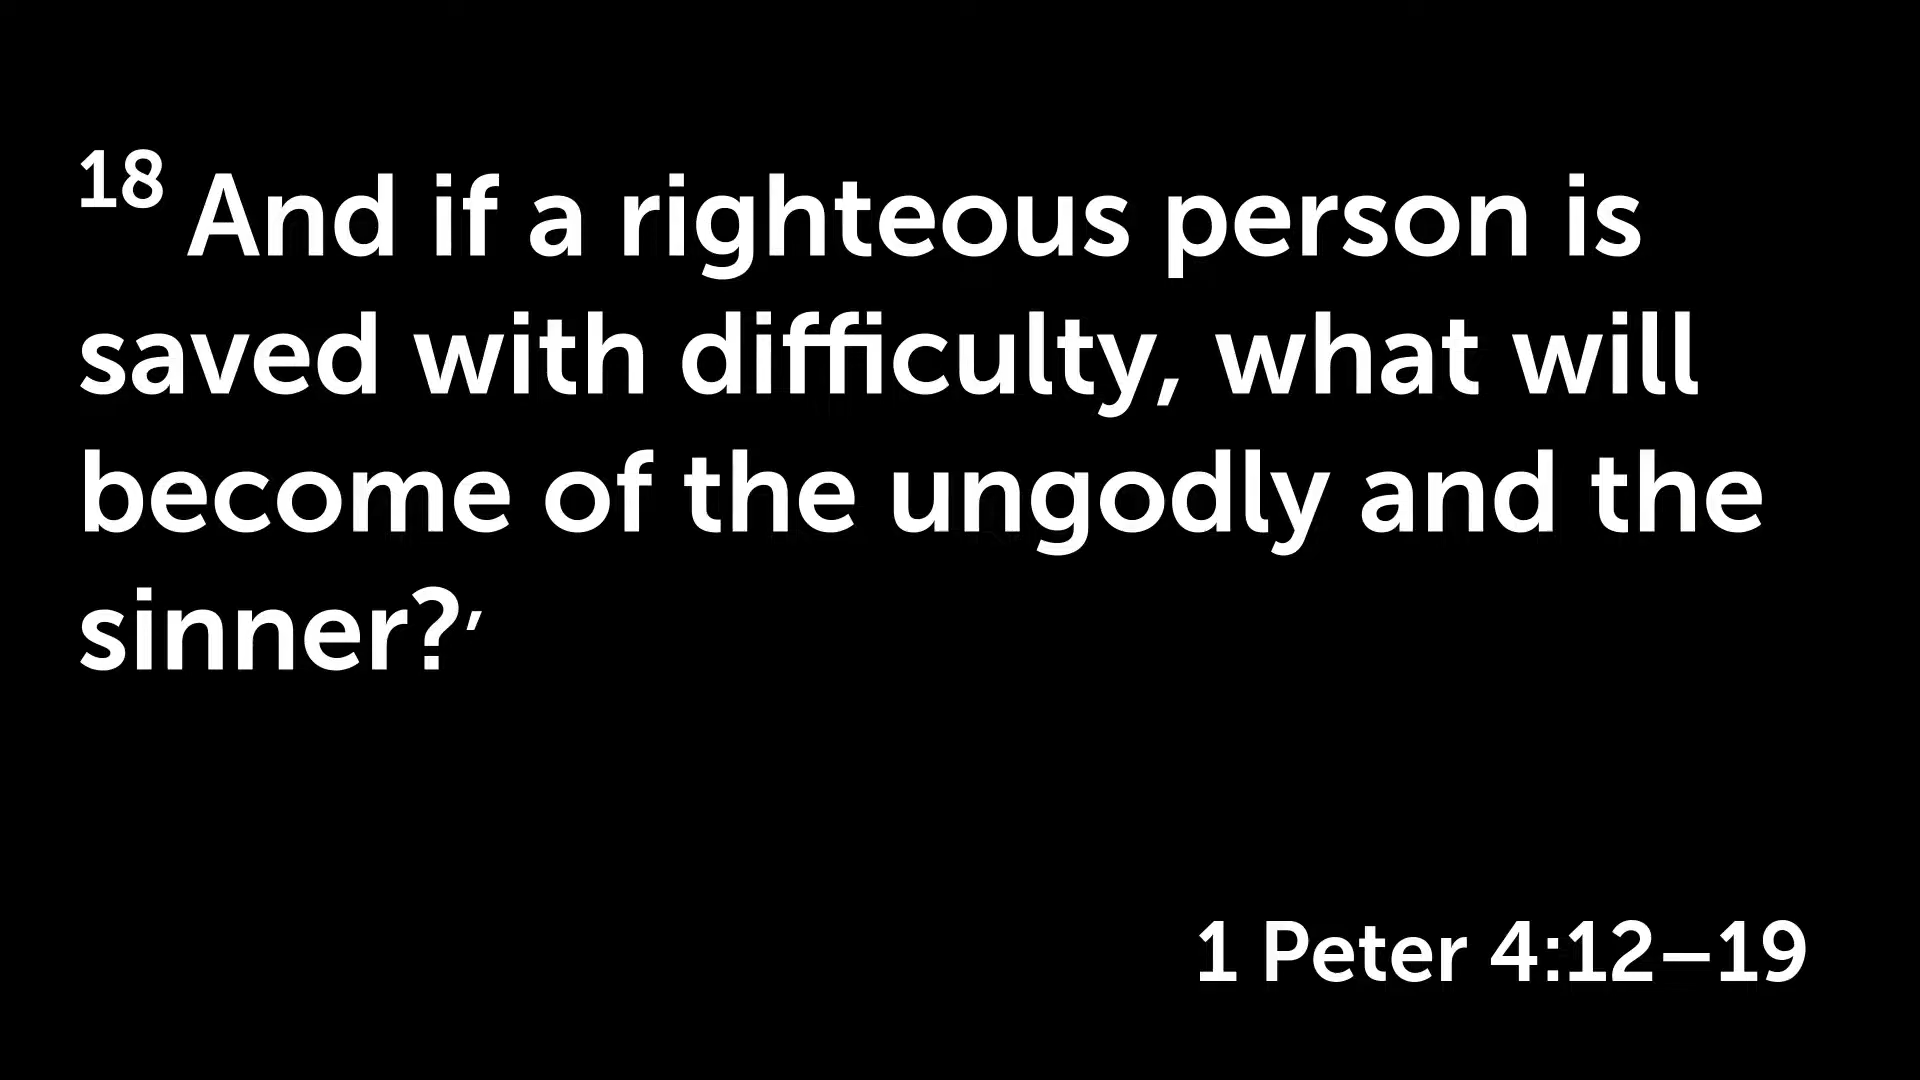 18 And if a righteous person is
saved with difficulty, what will
become of the ungodly and the
sinner?’
1 Peter 4:12–19